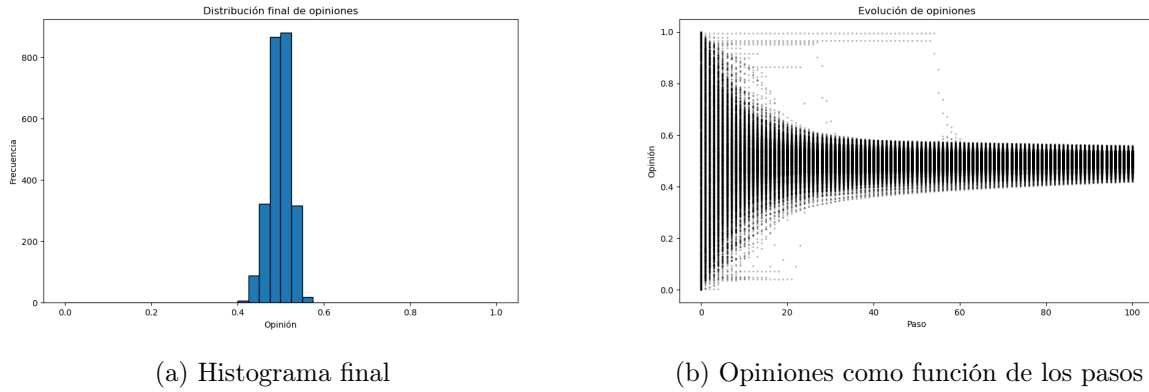 Distribución final de opiniones
800
600
400
200
0
Frecuencia
0.0 0.2 0.4 0.6 0.8 1.0
Opinión
(a) Histograma final
Evolución de opiniones
1.0
0.8
0.6
0.4
0.2
0.0
Opinión
0 20 40 60 80 100
Paso
(b) Opiniones como función de los pasos